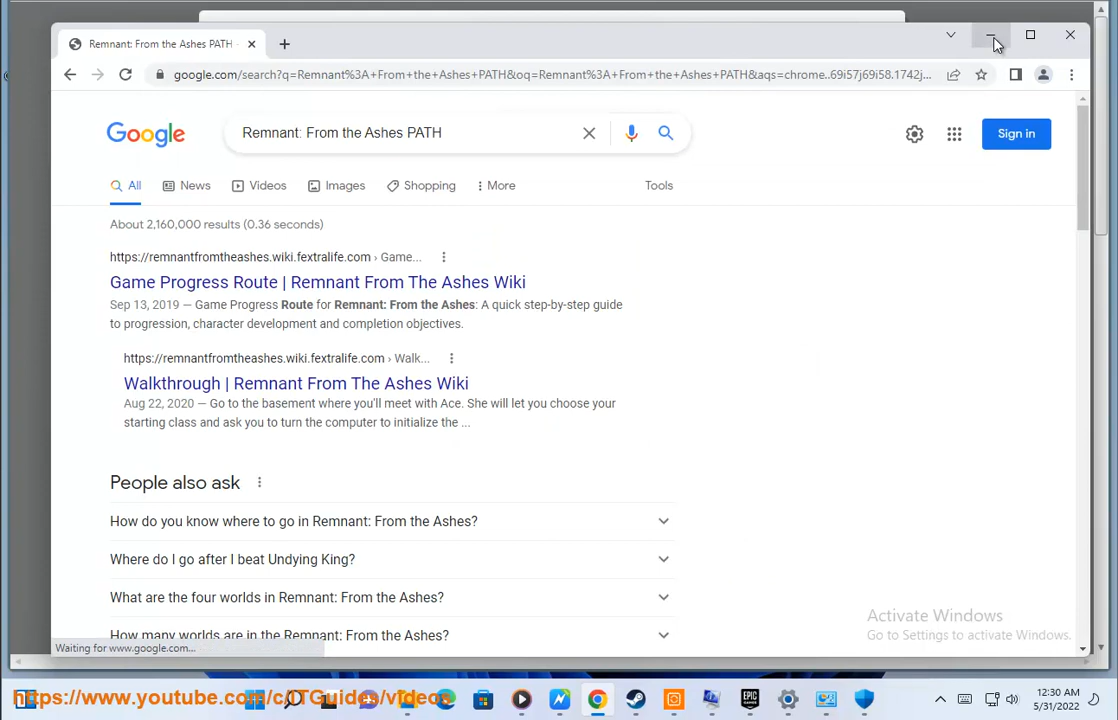 Remnant: From the Ashes PATH
google.com/search?q=Remnant%3A+From+the+Ashes+PATH&oq=Remnant%3A+From+the+Ashes+PATH&aqs=chrome..69i57j69i58.1742j...
Google
Remnant: From the Ashes PATH
Sign in
All
News
Videos
Images
Shopping
More
Tools
About 2,160,000 results (0.36 seconds)
https://remnantfromtheashes.wiki.fextralife.com › Game...
Game Progress Route | Remnant From The Ashes Wiki
Sep 13, 2019 — Game Progress Route for Remnant: From the Ashes: A quick step-by-step guide
to progression, character development and completion objectives.
https://remnantfromtheashes.wiki.fextralife.com › Walk...
Walkthrough | Remnant From The Ashes Wiki
Aug 22, 2020 — Go to the basement where you'll meet with Ace. She will let you choose your
starting class and ask you to turn the computer to initialize the ...
People also ask
How do you know where to go in Remnant: From the Ashes?
Where do I go after I beat Undying King?
What are the four worlds in Remnant: From the Ashes?
How many worlds are in the Remnant: From the Ashes?
Activate Windows
Go to Settings to activate Windows.
Waiting for www.google.com...
https://www.youtube.com/c/ITGuides/videos
EPIC
GAMES
12:30 AM
5/31/2022